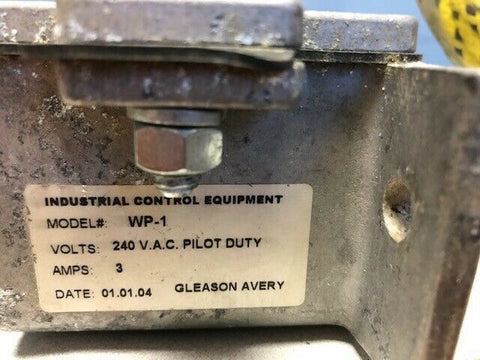 INDUSTRIAL CONTROL EQUIPMENT
MODEL#: WP-1
VOLTS: 240 V.A.C. PILOT DUTY
AMPS: 3
DATE: 01.01.04 GLEASON AVERY